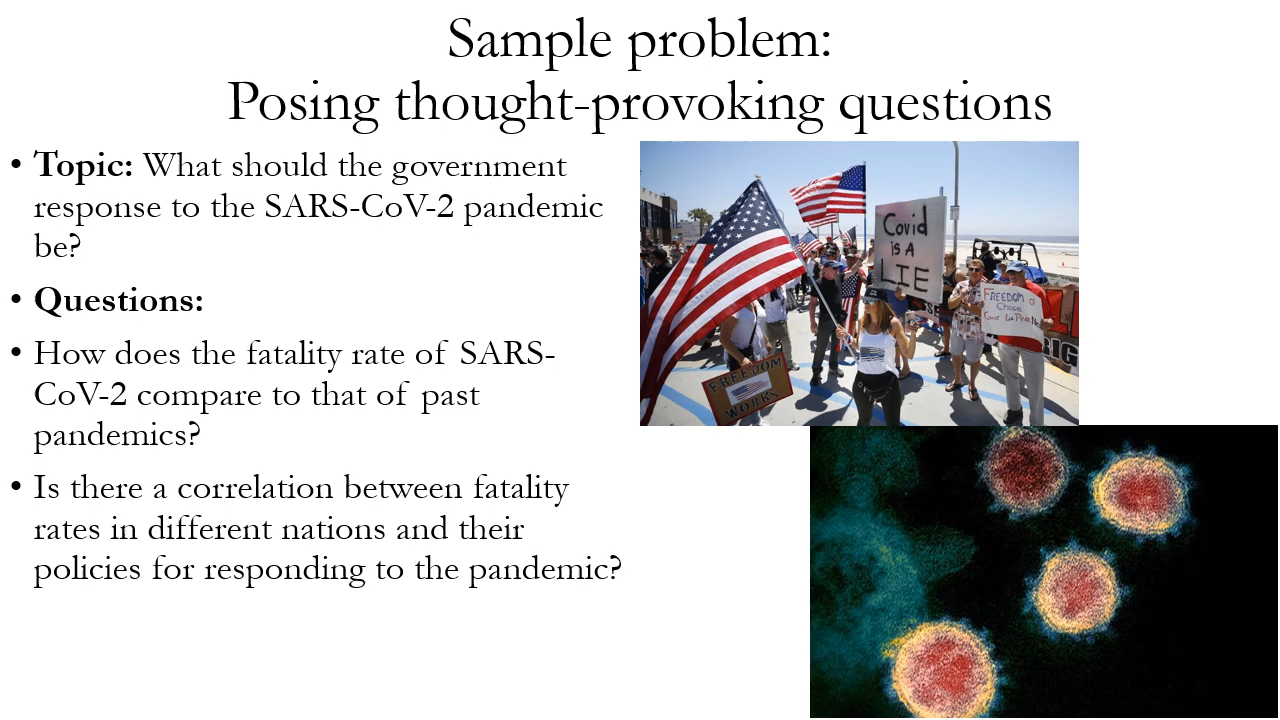 Sample problem:
Posing thought-provoking questions
• Topic: What should the government
response to the SARS-CoV-2 pandemic
be?
• Questions:
• How does the fatality rate of SARS-
CoV-2 compare to that of past
pandemics?
• Is there a correlation between fatality
rates in different nations and their
policies for responding to the pandemic?
Covid
is A
LIE
FREEDOM of
Choice
Give
FREEDOM
WORKS